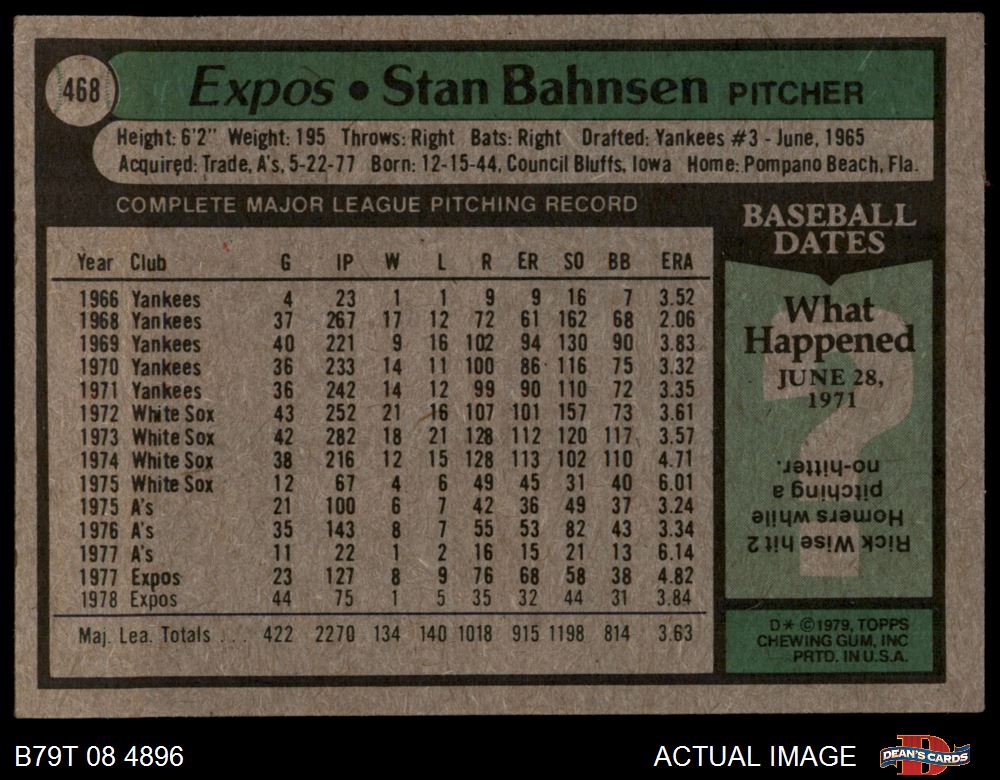 468
Expos • Stan Bahnsen PITCHER
Height: 6'2" Weight: 195 Throws: Right Bats: Right Drafted: Yankees #3 - June, 1965
Acquired: Trade, A's, 5-22-77 Born: 12-15-44, Council Bluffs, Iowa Home: Pompano Beach, Fla.
COMPLETE MAJOR LEAGUE PITCHING RECORD
Year Club G IP W L R ER SO BB ERA
1966 Yankees 4 23 1 1 9 9 16 7 3.52
1968 Yankees 37 267 17 12 72 61 162 68 2.06
1969 Yankees 40 221 9 16 102 94 130 90 3.83
1970 Yankees 36 233 14 11 100 86 116 75 3.32
1971 Yankees 36 242 14 12 99 90 110 72 3.35
1972 White Sox 43 252 21 16 107 101 157 73 3.61
1973 White Sox 42 282 18 21 128 112 120 117 3.57
1974 White Sox 38 216 12 15 128 113 102 110 4.71
1975 White Sox 12 67 4 6 49 45 31 40 6.01
1975 A's 21 100 6 7 42 36 49 37 3.24
1976 A's 35 143 8 7 55 53 82 43 3.34
1977 A's 11 22 1 2 16 15 21 13 6.14
1977 Expos 23 127 8 9 76 68 58 38 4.82
1978 Expos 44 75 1 5 35 32 44 31 3.84
Maj. Lea. Totals . . . 422 2270 134 140 1018 915 1198 814 3.63
BASEBALL
DATES
What
Happened
JUNE 28,
1971
?
Rick Wise hit 2
Homers while
pitching a
no-hitter.
D* ©1979, TOPPS
CHEWING GUM, INC
PRTD. IN U.S.A.
B79T 08 4896
ACTUAL IMAGE
D
DEAN'S CARDS